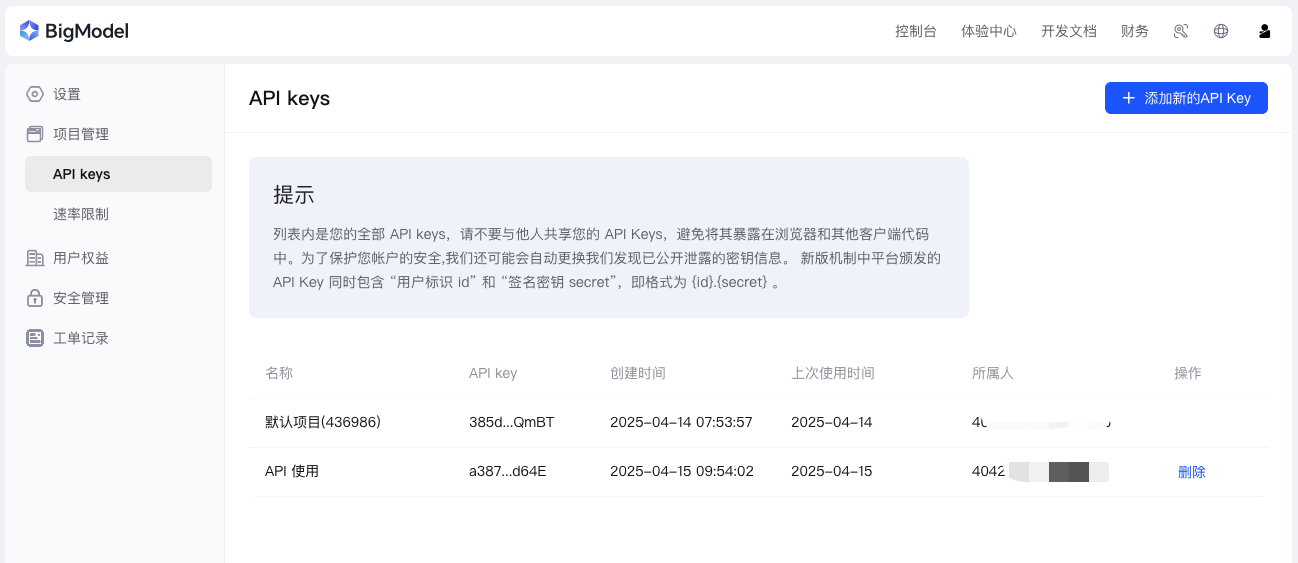 BigModel
控制台 体验中心 开发文档 财务
设置
项目管理
API keys
速率限制
用户权益
安全管理
工单记录
API keys
+ 添加新的API Key
提示
列表内是您的全部 API keys，请不要与他人共享您的 API Keys，避免将其暴露在浏览器和其他客户端代码
中。为了保护您帐户的安全,我们还可能会自动更换我们发现已公开泄露的密钥信息。 新版机制中平台颁发的
API Key 同时包含 “用户标识 id” 和 “签名密钥 secret”，即格式为 {id}.{secret} 。
名称 API key 创建时间 上次使用时间 所属人 操作
默认项目(436986) 385d...QmBT 2025-04-14 07:53:57 2025-04-14
API 使用 a387...d64E 2025-04-15 09:54:02 2025-04-15 4042 删除